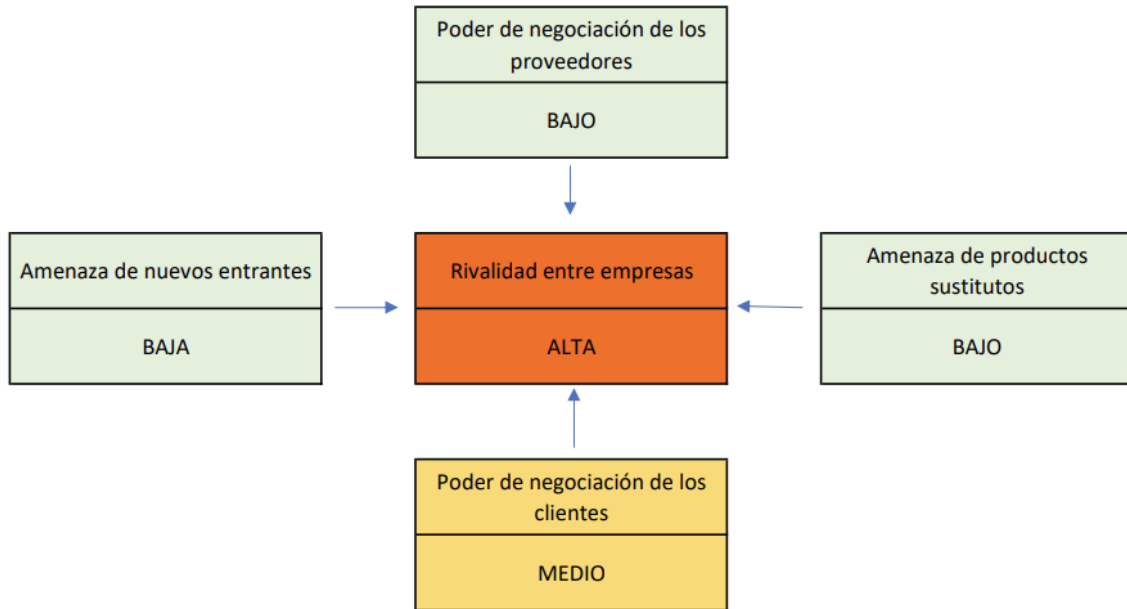 Poder de negociación de los
proveedores
BAJO
Amenaza de nuevos entrantes
BAJA
Rivalidad entre empresas
ALTA
Amenaza de productos
sustitutos
BAJO
Poder de negociación de los
clientes
MEDIO